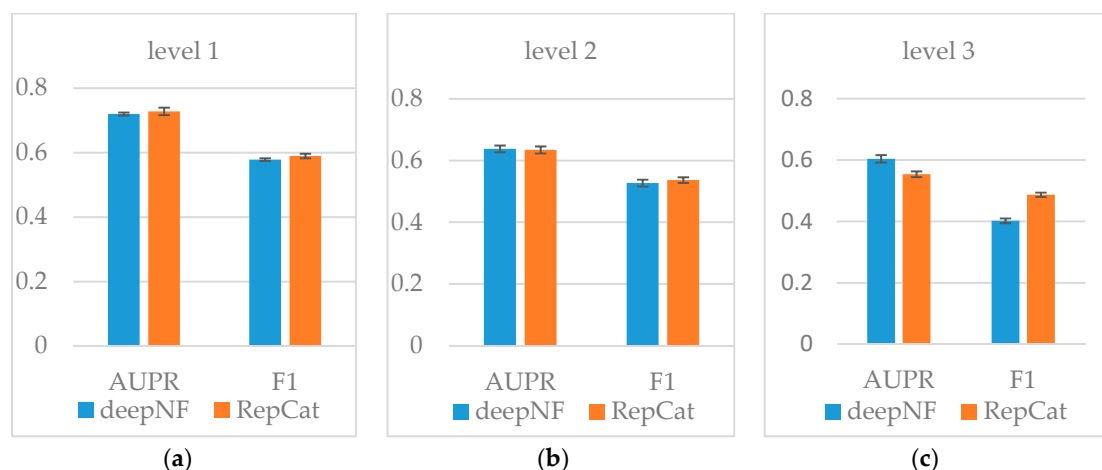 level 1
0.8
0.6
0.4
0.2
0
AUPR F1
deepNF RepCat
(a)
level 2
0.8
0.6
0.4
0.2
0
AUPR F1
deepNF RepCat
(b)
level 3
0.8
0.6
0.4
0.2
0
AUPR F1
deepNF RepCat
(c)